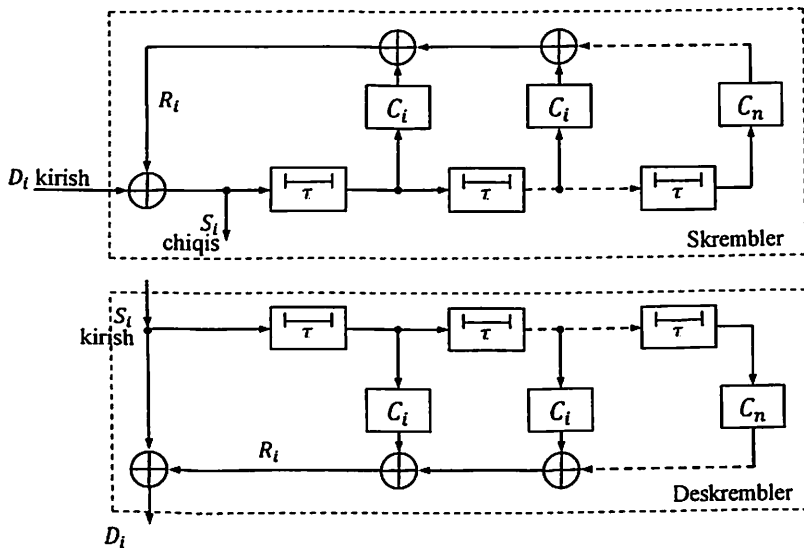 R_i
C_i
C_i
C_n
D_i kirish
τ
τ
τ
S_i
chiqis
Skrembler
S_i
kirish
τ
τ
τ
C_i
C_i
C_n
R_i
Deskrembler
D_i